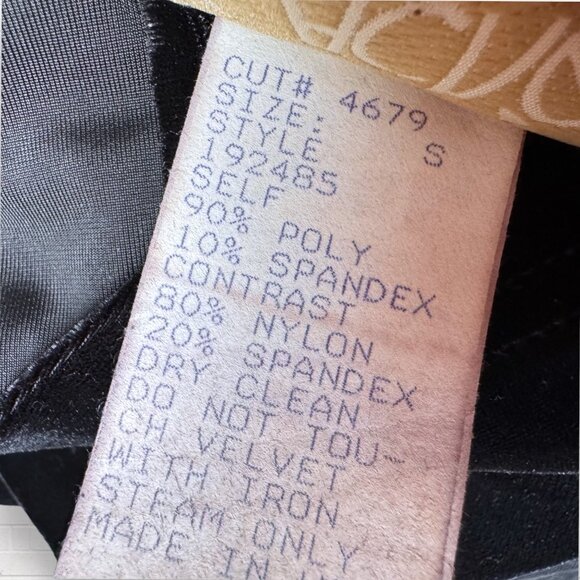 CUT# 4679
SIZE: S
STYLE
192485
SELF
90% POLY
10% SPANDEX
CONTRAST
80% NYLON
20% SPANDEX
DRY CLEAN
DO NOT TOU-
CH VELVET
WITH IRON
STEAM ONLY
MADE IN